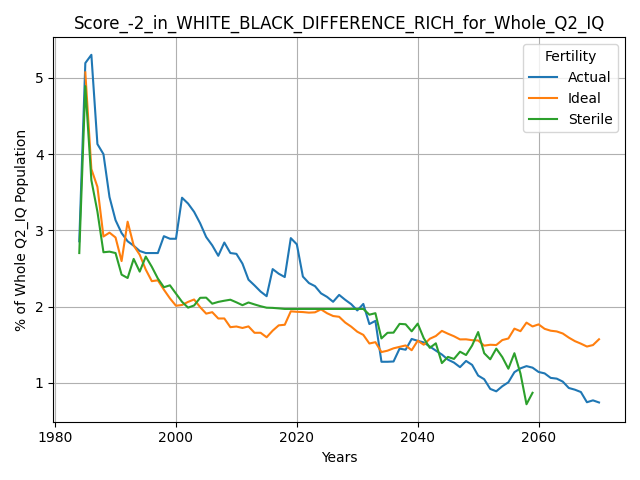 Score_-2_in_WHITE_BLACK_DIFFERENCE_RICH_for_Whole_Q2_IQ
Fertility
Actual
Ideal
Sterile
% of Whole Q2_IQ Population
5
4
3
2
1
1980
2000
2020
2040
2060
Years